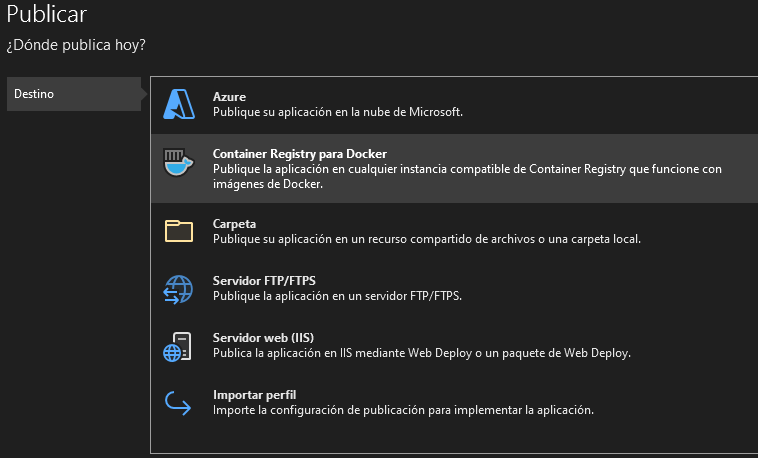 Publicar
¿Dónde publica hoy?
Destino
Azure
Publique su aplicación en la nube de Microsoft.
Container Registry para Docker
Publique la aplicación en cualquier instancia compatible de Container Registry que funcione con
imágenes de Docker.
Carpeta
Publique su aplicación en un recurso compartido de archivos o una carpeta local.
Servidor FTP/FTPS
Publique la aplicación en un servidor FTP/FTPS.
Servidor web (IIS)
Publica la aplicación en IIS mediante Web Deploy o un paquete de Web Deploy.
Importar perfil
Importe la configuración de publicación para implementar la aplicación.